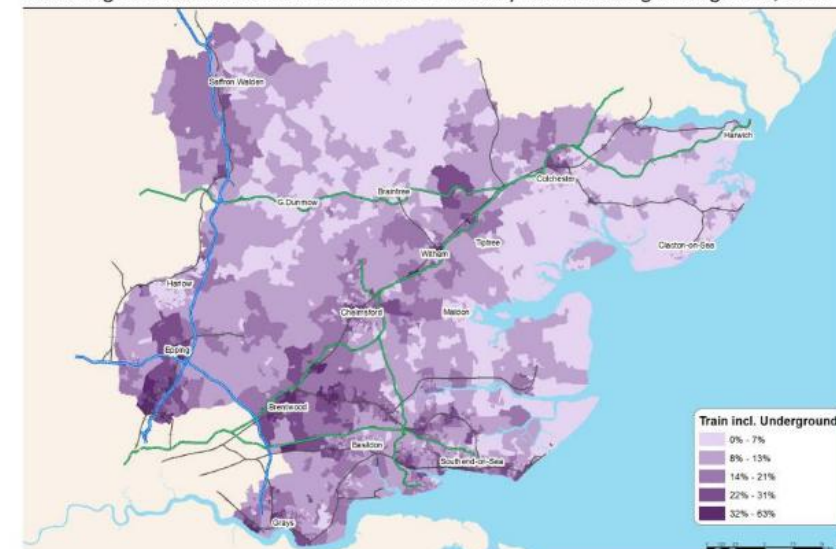 Saffron Walden
Harwich
Colchester
Braintree
G.Dunmow
Tiptree
Clacton-on-Sea
Witham
Harlow
Chelmsford
Maldon
Epping
Brentwood
Basildon
Southend-on-Sea
Grays
Train incl. Underground
0% - 7%
8% - 13%
14% - 21%
22% - 31%
32% - 63%